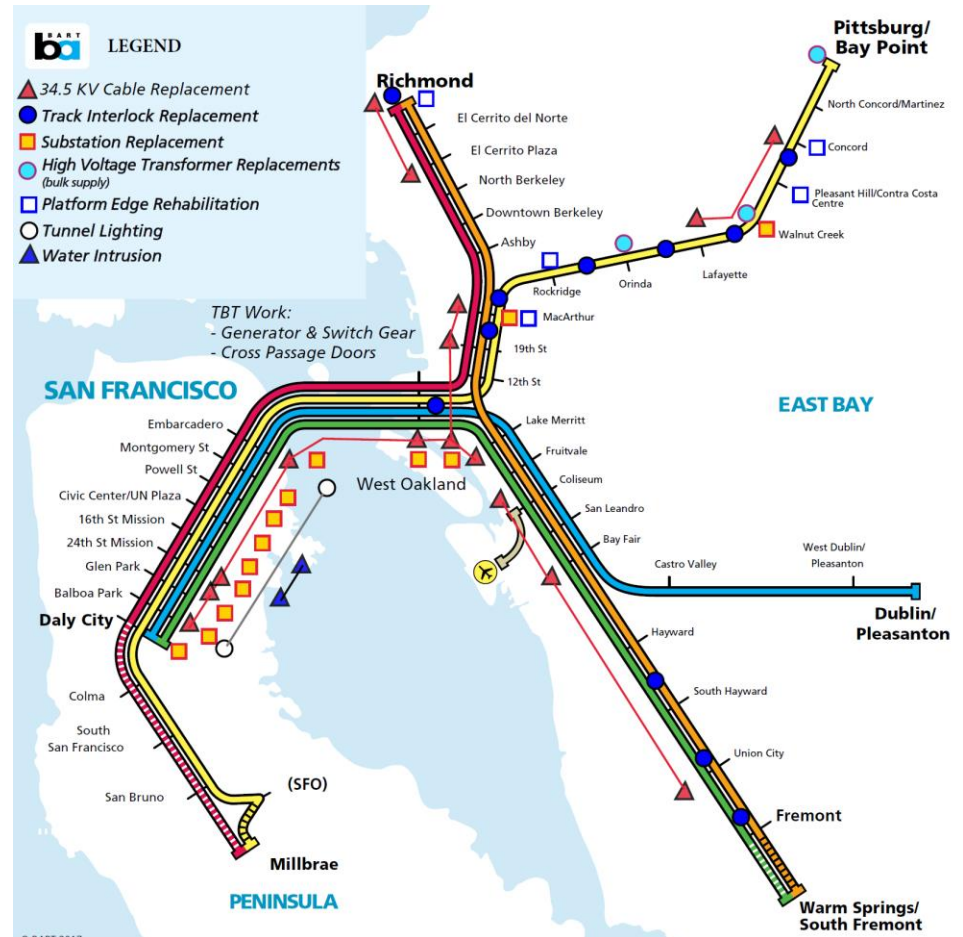 BART
ba
LEGEND
34.5 KV Cable Replacement
Track Interlock Replacement
Substation Replacement
High Voltage Transformer Replacements
(bulk supply)
Platform Edge Rehabilitation
Tunnel Lighting
Water Intrusion
Pittsburg/
Bay Point
North Concord/Martinez
Concord
Pleasant Hill/Contra Costa
Centre
Walnut Creek
Lafayette
Orinda
Rockridge
Richmond
El Cerrito del Norte
El Cerrito Plaza
North Berkeley
Downtown Berkeley
Ashby
MacArthur
19th St
12th St
TBT Work:
- Generator & Switch Gear
- Cross Passage Doors
SAN FRANCISCO
EAST BAY
Embarcadero
Montgomery St
Powell St
Civic Center/UN Plaza
16th St Mission
24th St Mission
Glen Park
Balboa Park
Daly City
Colma
South
San Francisco
San Bruno
(SFO)
Millbrae
PENINSULA
West Oakland
Lake Merritt
Fruitvale
Coliseum
San Leandro
Bay Fair
Castro Valley
West Dublin/
Pleasanton
Dublin/
Pleasanton
Hayward
South Hayward
Union City
Fremont
Warm Springs/
South Fremont